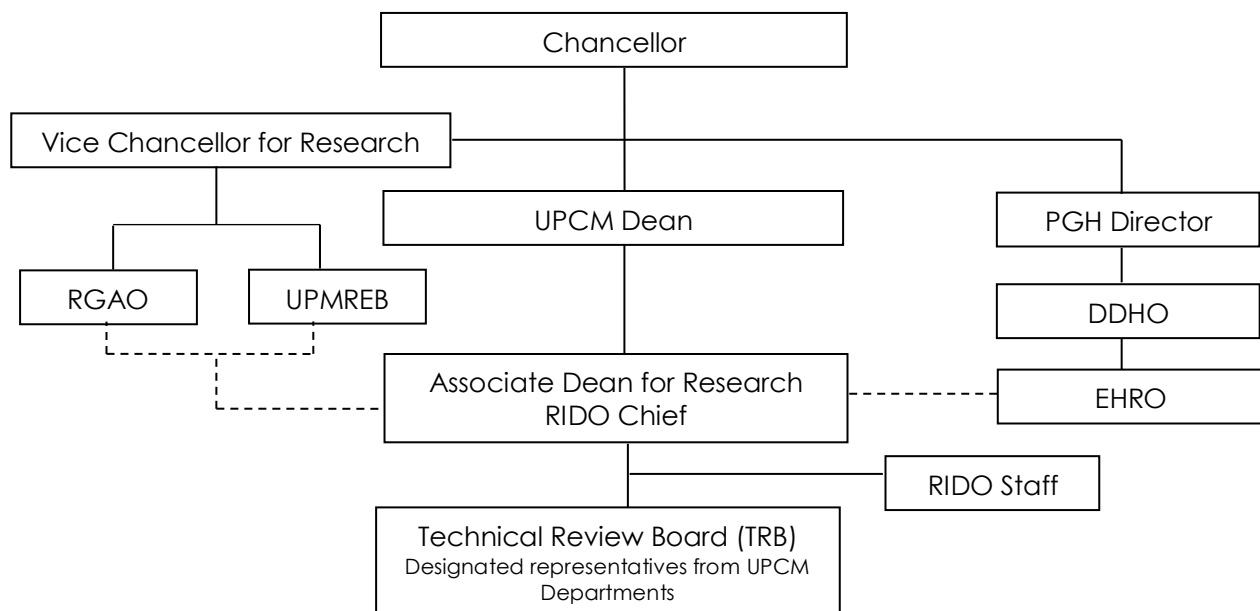 Chancellor
Vice Chancellor for Research
UPCM Dean
PGH Director
RGAO
UPMREB
DDHO
Associate Dean for Research
RIDO Chief
EHRO
RIDO Staff
Technical Review Board (TRB)
Designated representatives from UPCM
Departments